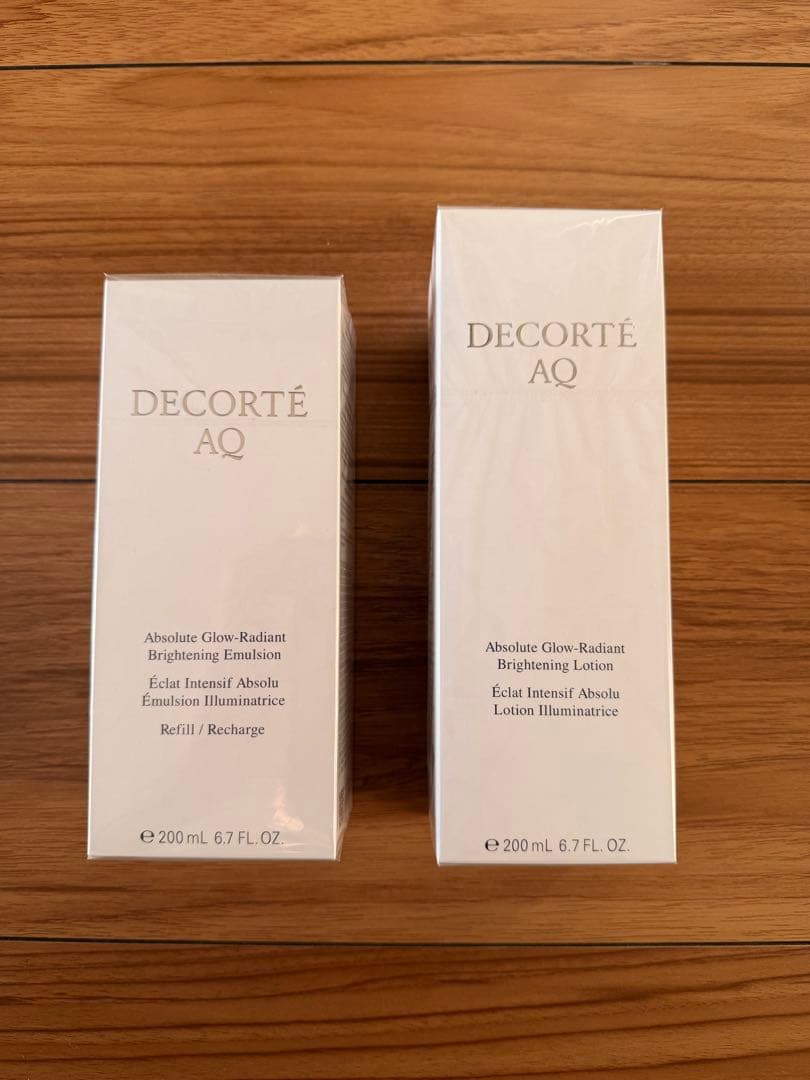 DECORTÉ
AQ
Absolute Glow-Radiant
Brightening Emulsion
Éclat Intensif Absolu
Émulsion Illuminatrice
Refill / Recharge
℮ 200 mL 6.7 FL. OZ.
DECORTÉ
AQ
Absolute Glow-Radiant
Brightening Lotion
Éclat Intensif Absolu
Lotion Illuminatrice
℮ 200 mL 6.7 FL. OZ.